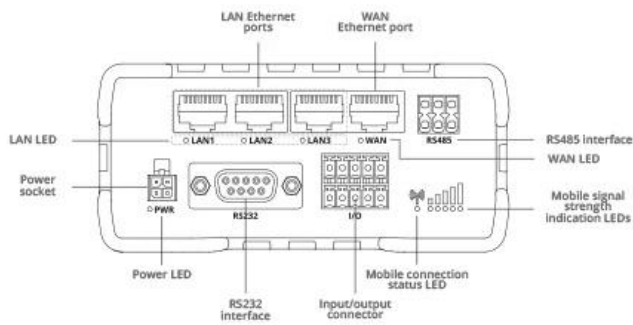 LAN Ethernet
ports
WAN
Ethernet port
LAN LED
LAN1
LAN2
LAN3
WAN
RS485
RS485 interface
WAN LED
Power
socket
PWR
RS232
I/O
Mobile signal
strength
indication LEDs
Power LED
Mobile connection
status LED
RS232
interface
Input/output
connector